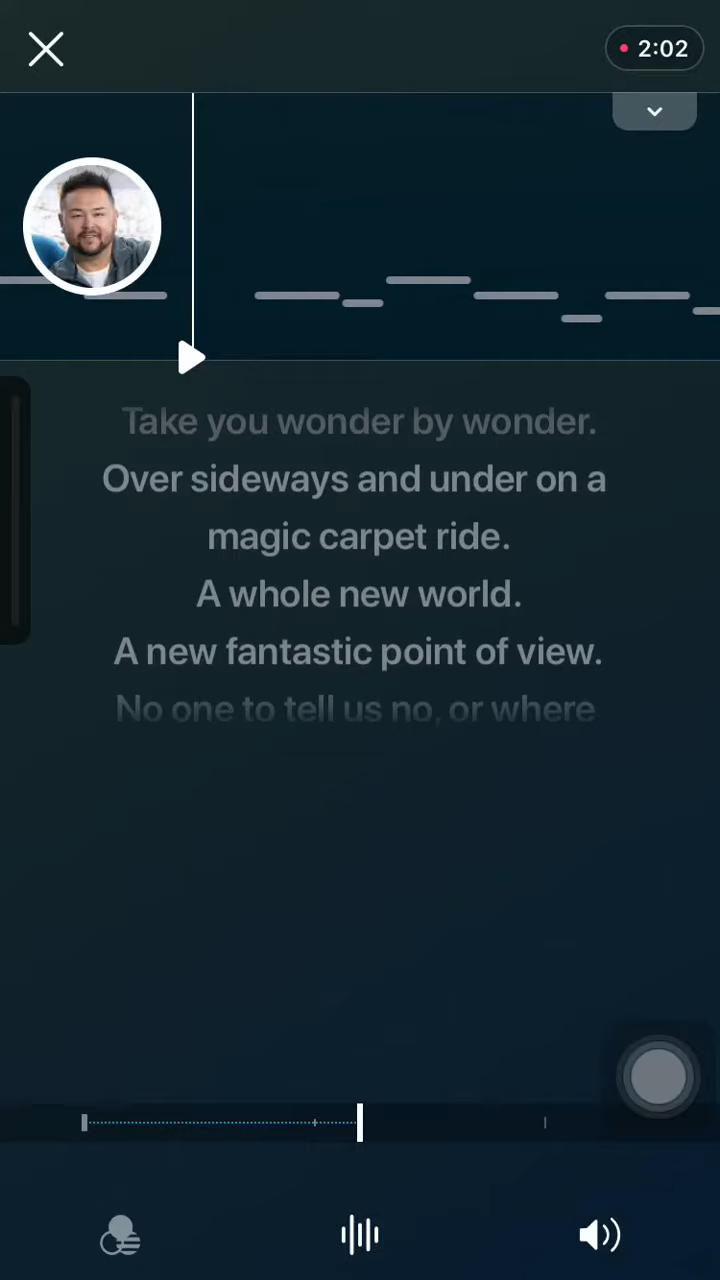 2:02
Take you wonder by wonder.
Over sideways and under on a
magic carpet ride.
A whole new world.
A new fantastic point of view.
No one to tell us no, or where